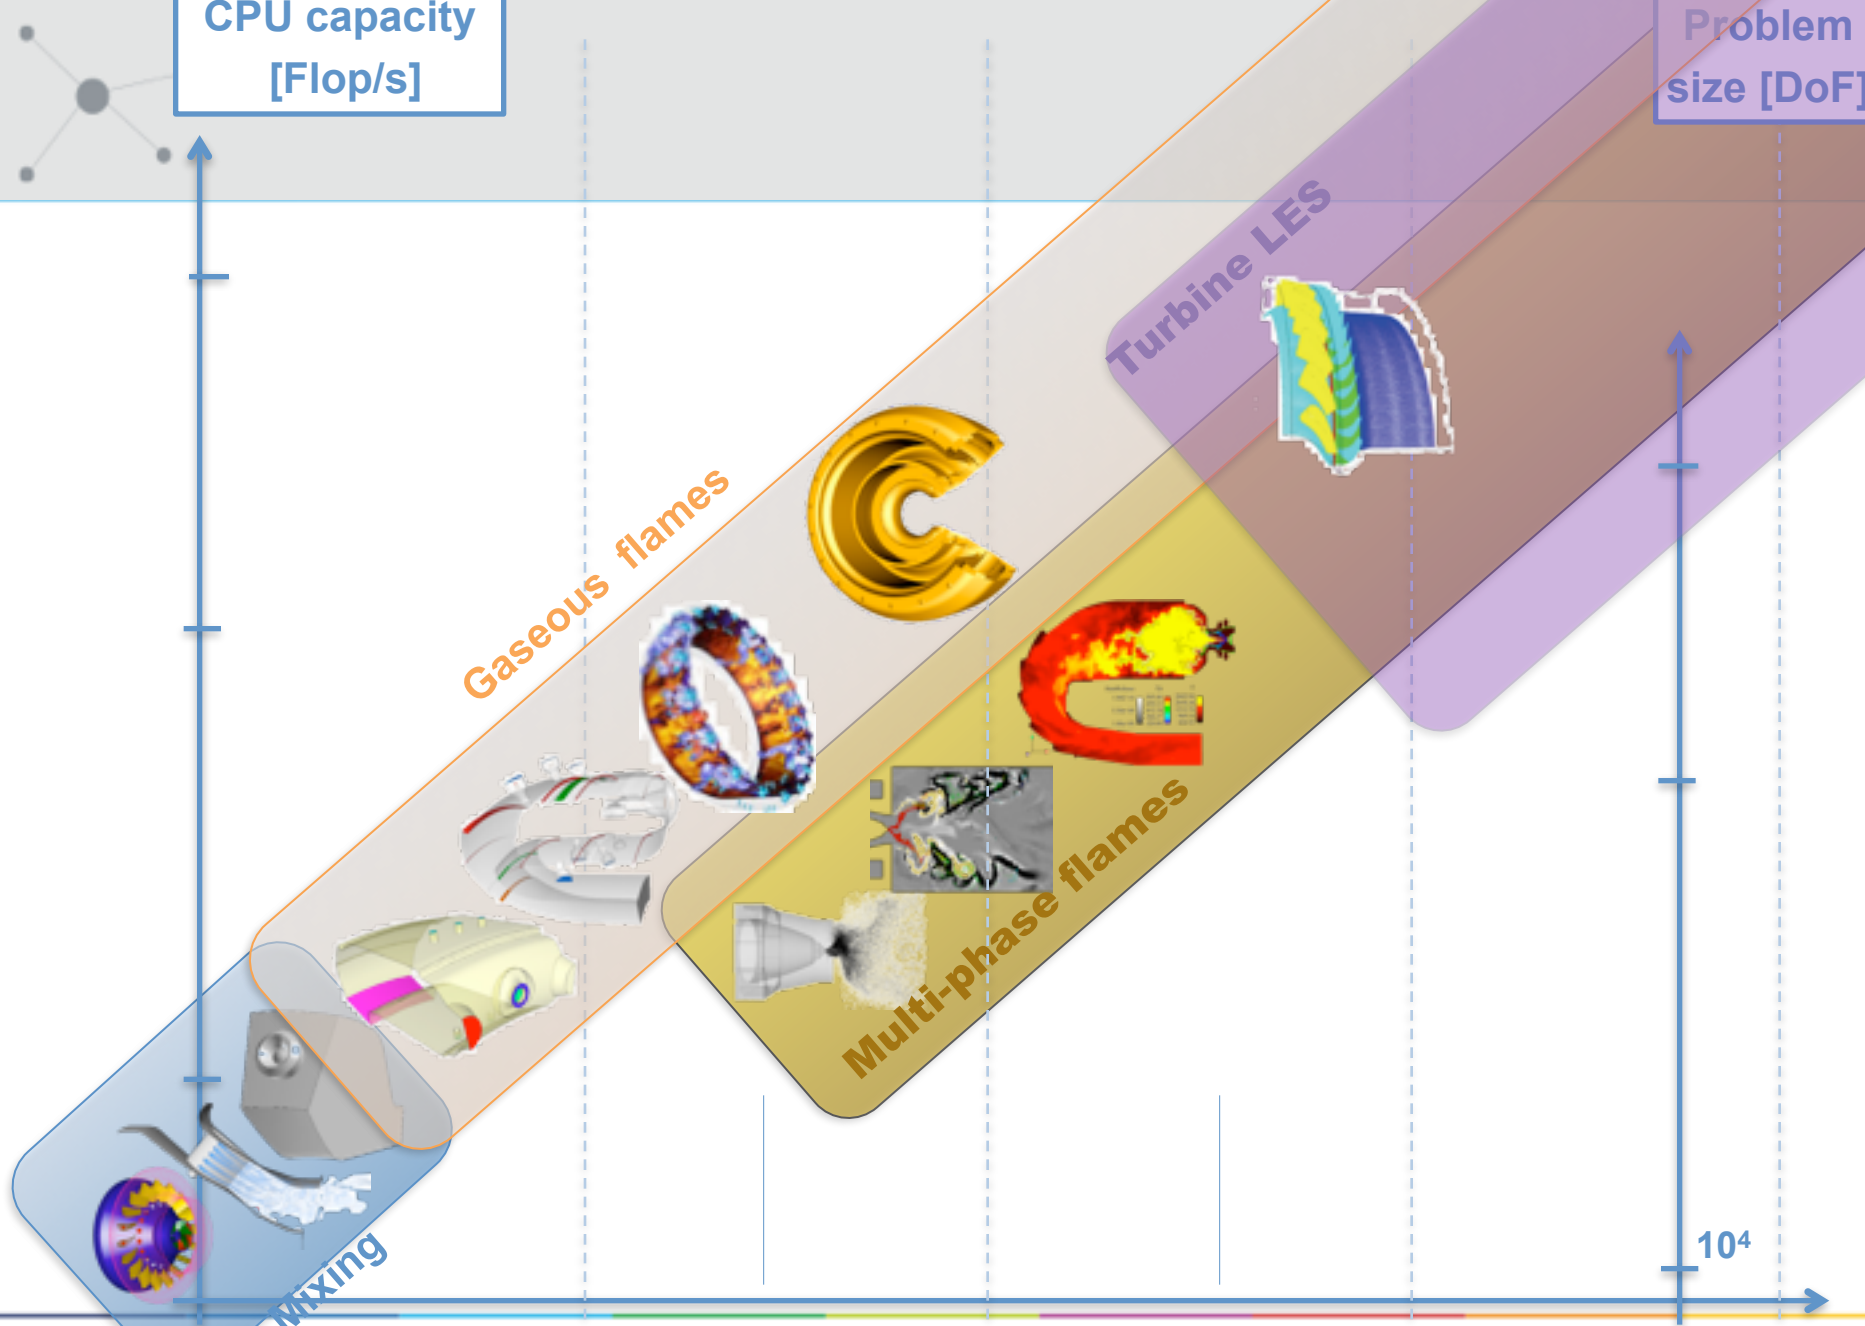 CPU capacity
[Flop/s]
Problem
size [DoF]
Turbine LES
Gaseous flames
Multi-phase flames
Mixing
10⁴